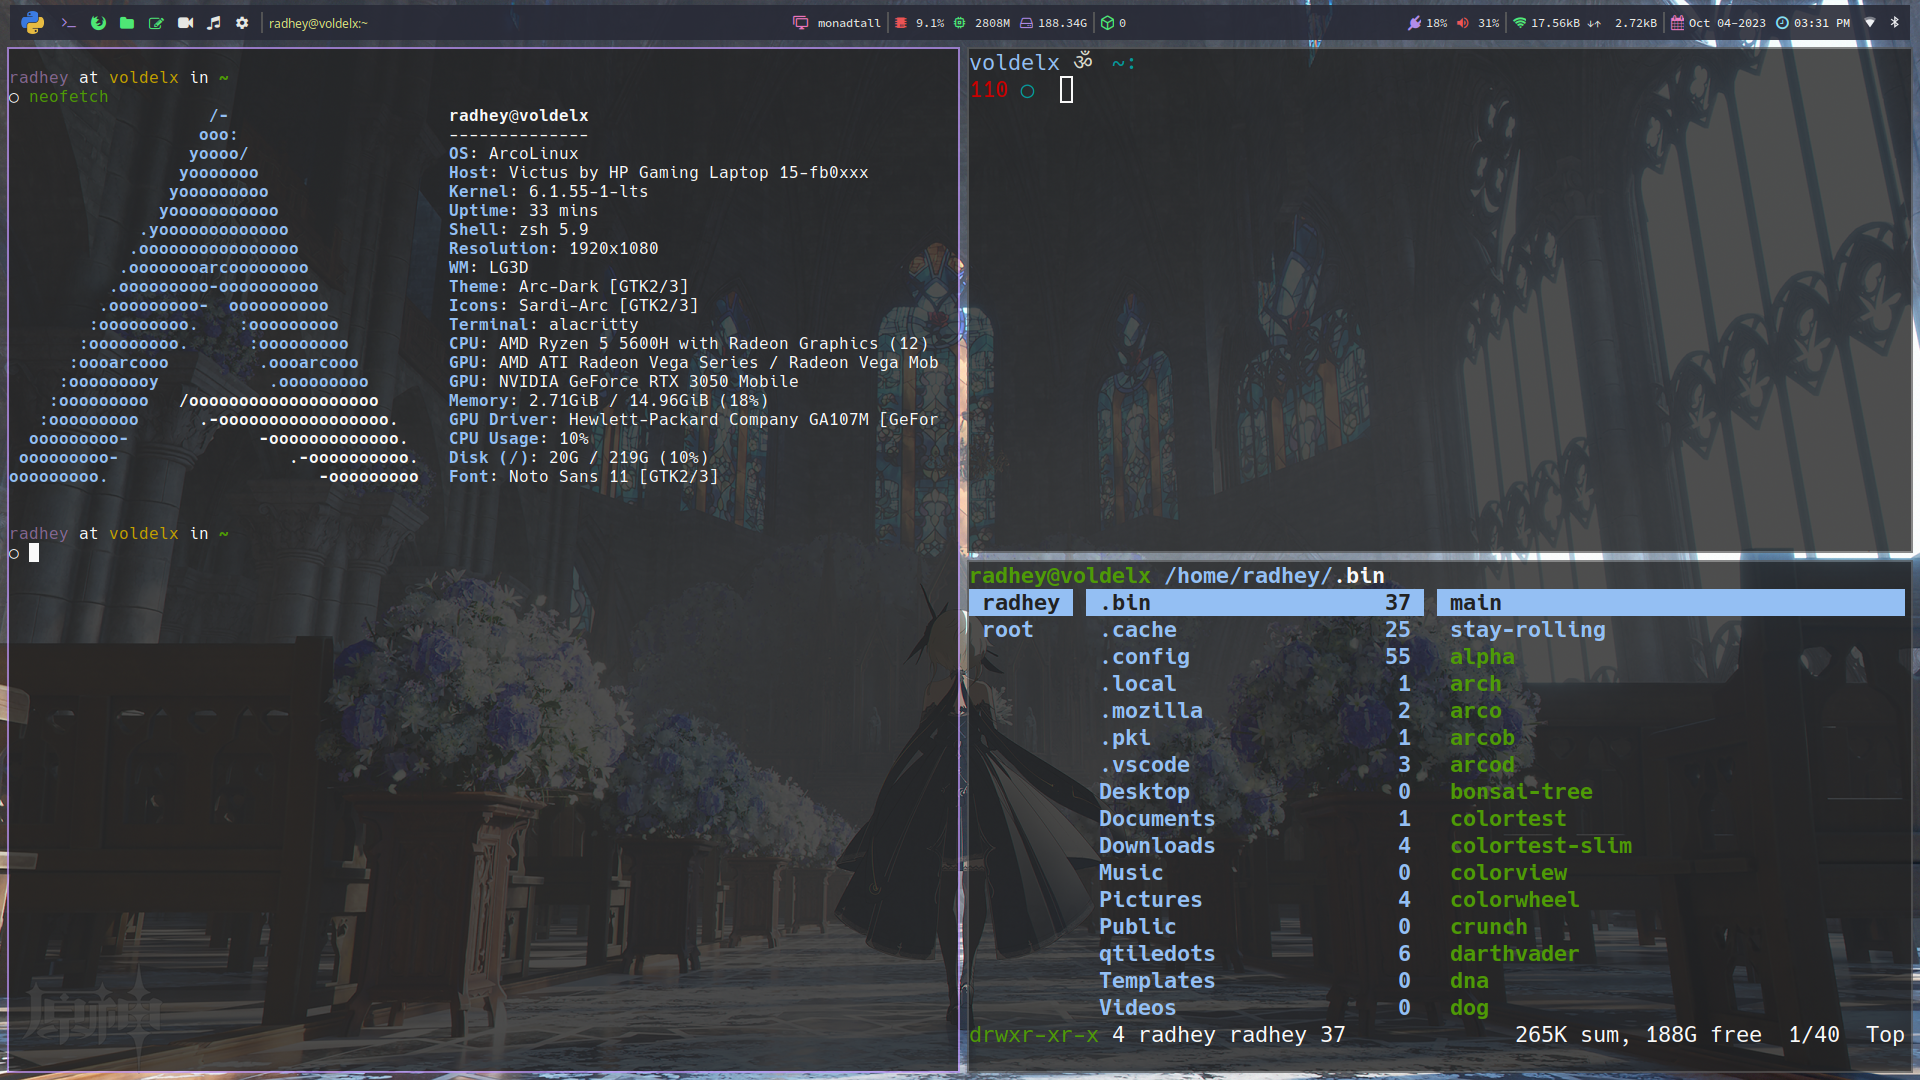 radhey@voldelx:~ monadtall 9.1% 2808M 188.34G 0 18% 31% 17.56kB ↓↑ 2.72kB Oct 04-2023 03:31 PM
radhey at voldelx in ~
○ neofetch
/-
ooo:
yoooo/
yooooooo
yooooooooo
yooooooooooo
.yooooooooooooo
.oooooooooooooooo
.oooooooarcoooooooo
.ooooooooo-oooooooooo
.ooooooooo-  oooooooooo
:ooooooooo.    :ooooooooo
:ooooooooo.      :ooooooooo
:oooarcooo         .oooarcooo
:ooooooooy           .ooooooooo
:ooooooooo   /ooooooooooooooooooo
:ooooooooo      .-ooooooooooooooooo.
ooooooooo-             -ooooooooooooo.
ooooooooo-                 .-oooooooooo.
ooooooooo.                     -ooooooooo
radhey@voldelx
--------------
OS: ArcoLinux
Host: Victus by HP Gaming Laptop 15-fb0xxx
Kernel: 6.1.55-1-lts
Uptime: 33 mins
Shell: zsh 5.9
Resolution: 1920x1080
WM: LG3D
Theme: Arc-Dark [GTK2/3]
Icons: Sardi-Arc [GTK2/3]
Terminal: alacritty
CPU: AMD Ryzen 5 5600H with Radeon Graphics (12)
GPU: AMD ATI Radeon Vega Series / Radeon Vega Mob
GPU: NVIDIA GeForce RTX 3050 Mobile
Memory: 2.71GiB / 14.96GiB (18%)
GPU Driver: Hewlett-Packard Company GA107M [GeFor
CPU Usage: 10%
Disk (/): 20G / 219G (10%)
Font: Noto Sans 11 [GTK2/3]
radhey at voldelx in ~
○
原神
voldelx ॐ ~:
110 ○
radhey@voldelx /home/radhey/.bin
radhey .bin 37 main
root .cache 25 stay-rolling
.config 55 alpha
.local 1 arch
.mozilla 2 arco
.pki 1 arcob
.vscode 3 arcod
Desktop 0 bonsai-tree
Documents 1 colortest
Downloads 4 colortest-slim
Music 0 colorview
Pictures 4 colorwheel
Public 0 crunch
qtiledots 6 darthvader
Templates 0 dna
Videos 0 dog
drwxr-xr-x 4 radhey radhey 37 265K sum, 188G free 1/40 Top